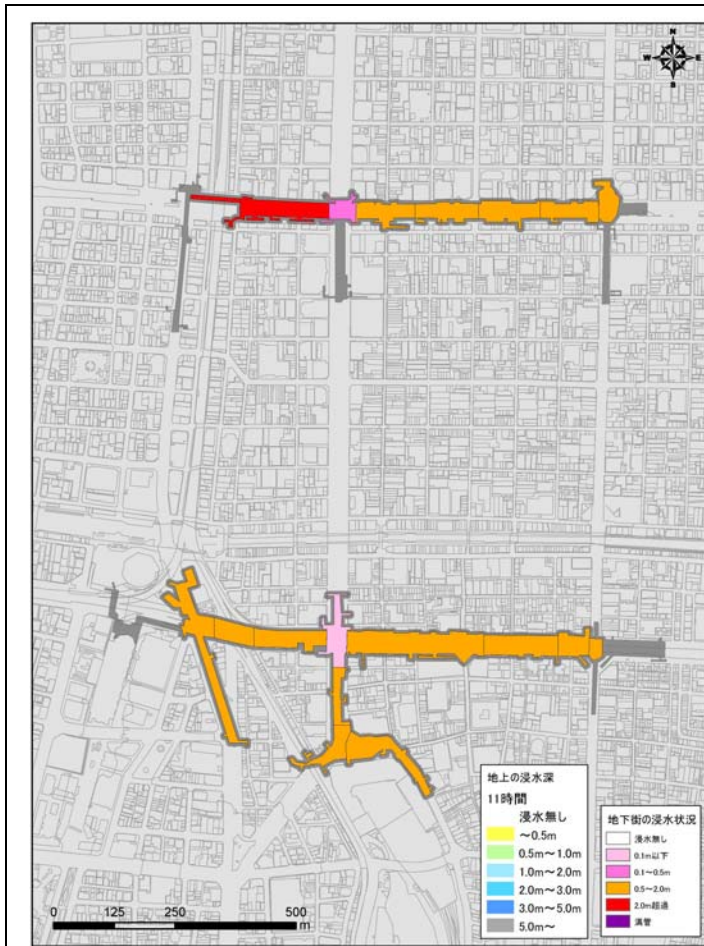 N
W E
S
地上の浸水深
11時間
浸水無し
～0.5m
0.5m～1.0m
1.0m～2.0m
2.0m～3.0m
3.0m～5.0m
5.0m～
地下街の浸水状況
浸水無し
0.1m以下
0.1～0.5m
0.5～2.0m
2.0m超過
満管
0 125 250 500
m